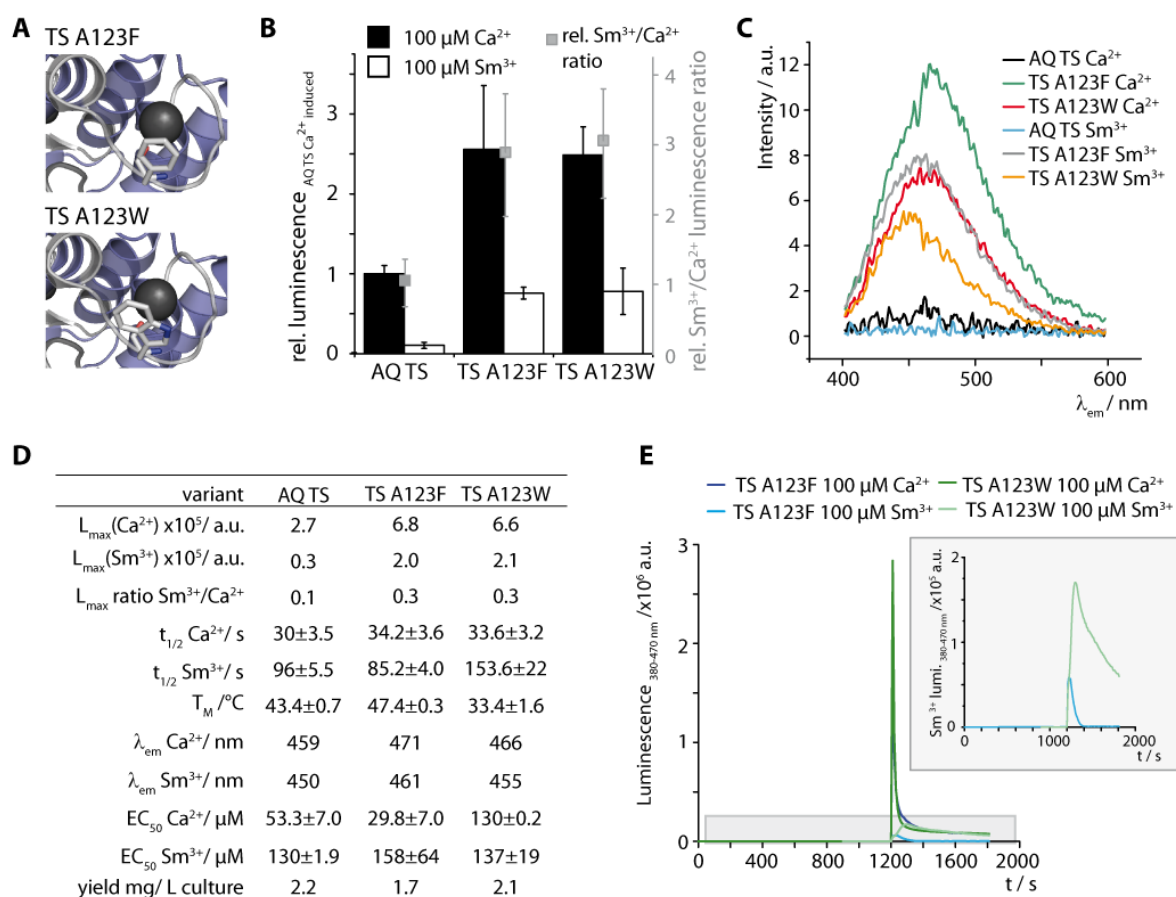 A
TS A123F
TS A123W
B
100 µM Ca²⁺
100 µM Sm³⁺
rel. Sm³⁺/Ca²⁺
ratio
rel. luminescence AQ TS Ca²⁺ induced
3
2
1
0
4
3
2
1
0
rel. Sm³⁺/Ca²⁺ luminescence ratio
AQ TS
TS A123F
TS A123W
C
AQ TS Ca²⁺
TS A123F Ca²⁺
TS A123W Ca²⁺
AQ TS Sm³⁺
TS A123F Sm³⁺
TS A123W Sm³⁺
Intensity / a.u.
12
10
8
6
4
2
0
400
500
600
λem / nm
D
variant AQ TS TS A123F TS A123W
Lmax(Ca²⁺) x10⁵/ a.u. 2.7 6.8 6.6
Lmax(Sm³⁺) x10⁵/ a.u. 0.3 2.0 2.1
Lmax ratio Sm³⁺/Ca²⁺ 0.1 0.3 0.3
t1/2 Ca²⁺/ s 30±3.5 34.2±3.6 33.6±3.2
t1/2 Sm³⁺/ s 96±5.5 85.2±4.0 153.6±22
TM /°C 43.4±0.7 47.4±0.3 33.4±1.6
λem Ca²⁺/ nm 459 471 466
λem Sm³⁺/ nm 450 461 455
EC50 Ca²⁺/ µM 53.3±7.0 29.8±7.0 130±0.2
EC50 Sm³⁺/ µM 130±1.9 158±64 137±19
yield mg/ L culture 2.2 1.7 2.1
E
TS A123F 100 µM Ca²⁺
TS A123W 100 µM Ca²⁺
TS A123F 100 µM Sm³⁺
TS A123W 100 µM Sm³⁺
Luminescence 380-470 nm /x10⁶ a.u.
3
2
1
0
0 400 800 1200 1600 2000
t / s
Sm³⁺ lumi. 380-470 nm /x10⁵ a.u.
2
1
0
0
1000
2000
t / s